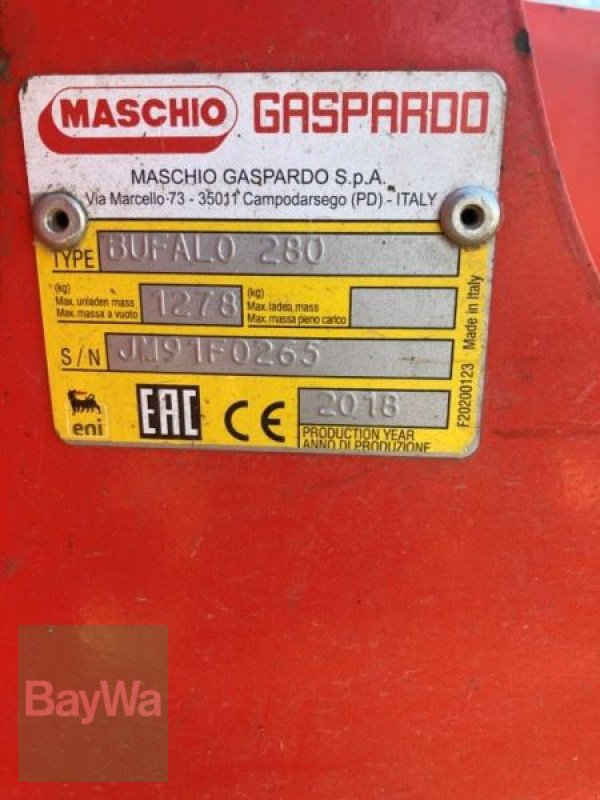 MASCHIO GASPARDO
MASCHIO GASPARDO S.p.A.
Via Marcello 73 - 35011 Campodarsego (PD) - ITALY
TYPE BUFALO 280
(kg)
Max. unladen mass
Max. massa a vuoto
1278
(kg)
Max. laden mass
Max. massa pieno carico
S/N JM91F0265
eni
EAC
CE
2018
PRODUCTION YEAR
ANNO DI PRODUZIONE
F20200123 Made in Italy
BayWa